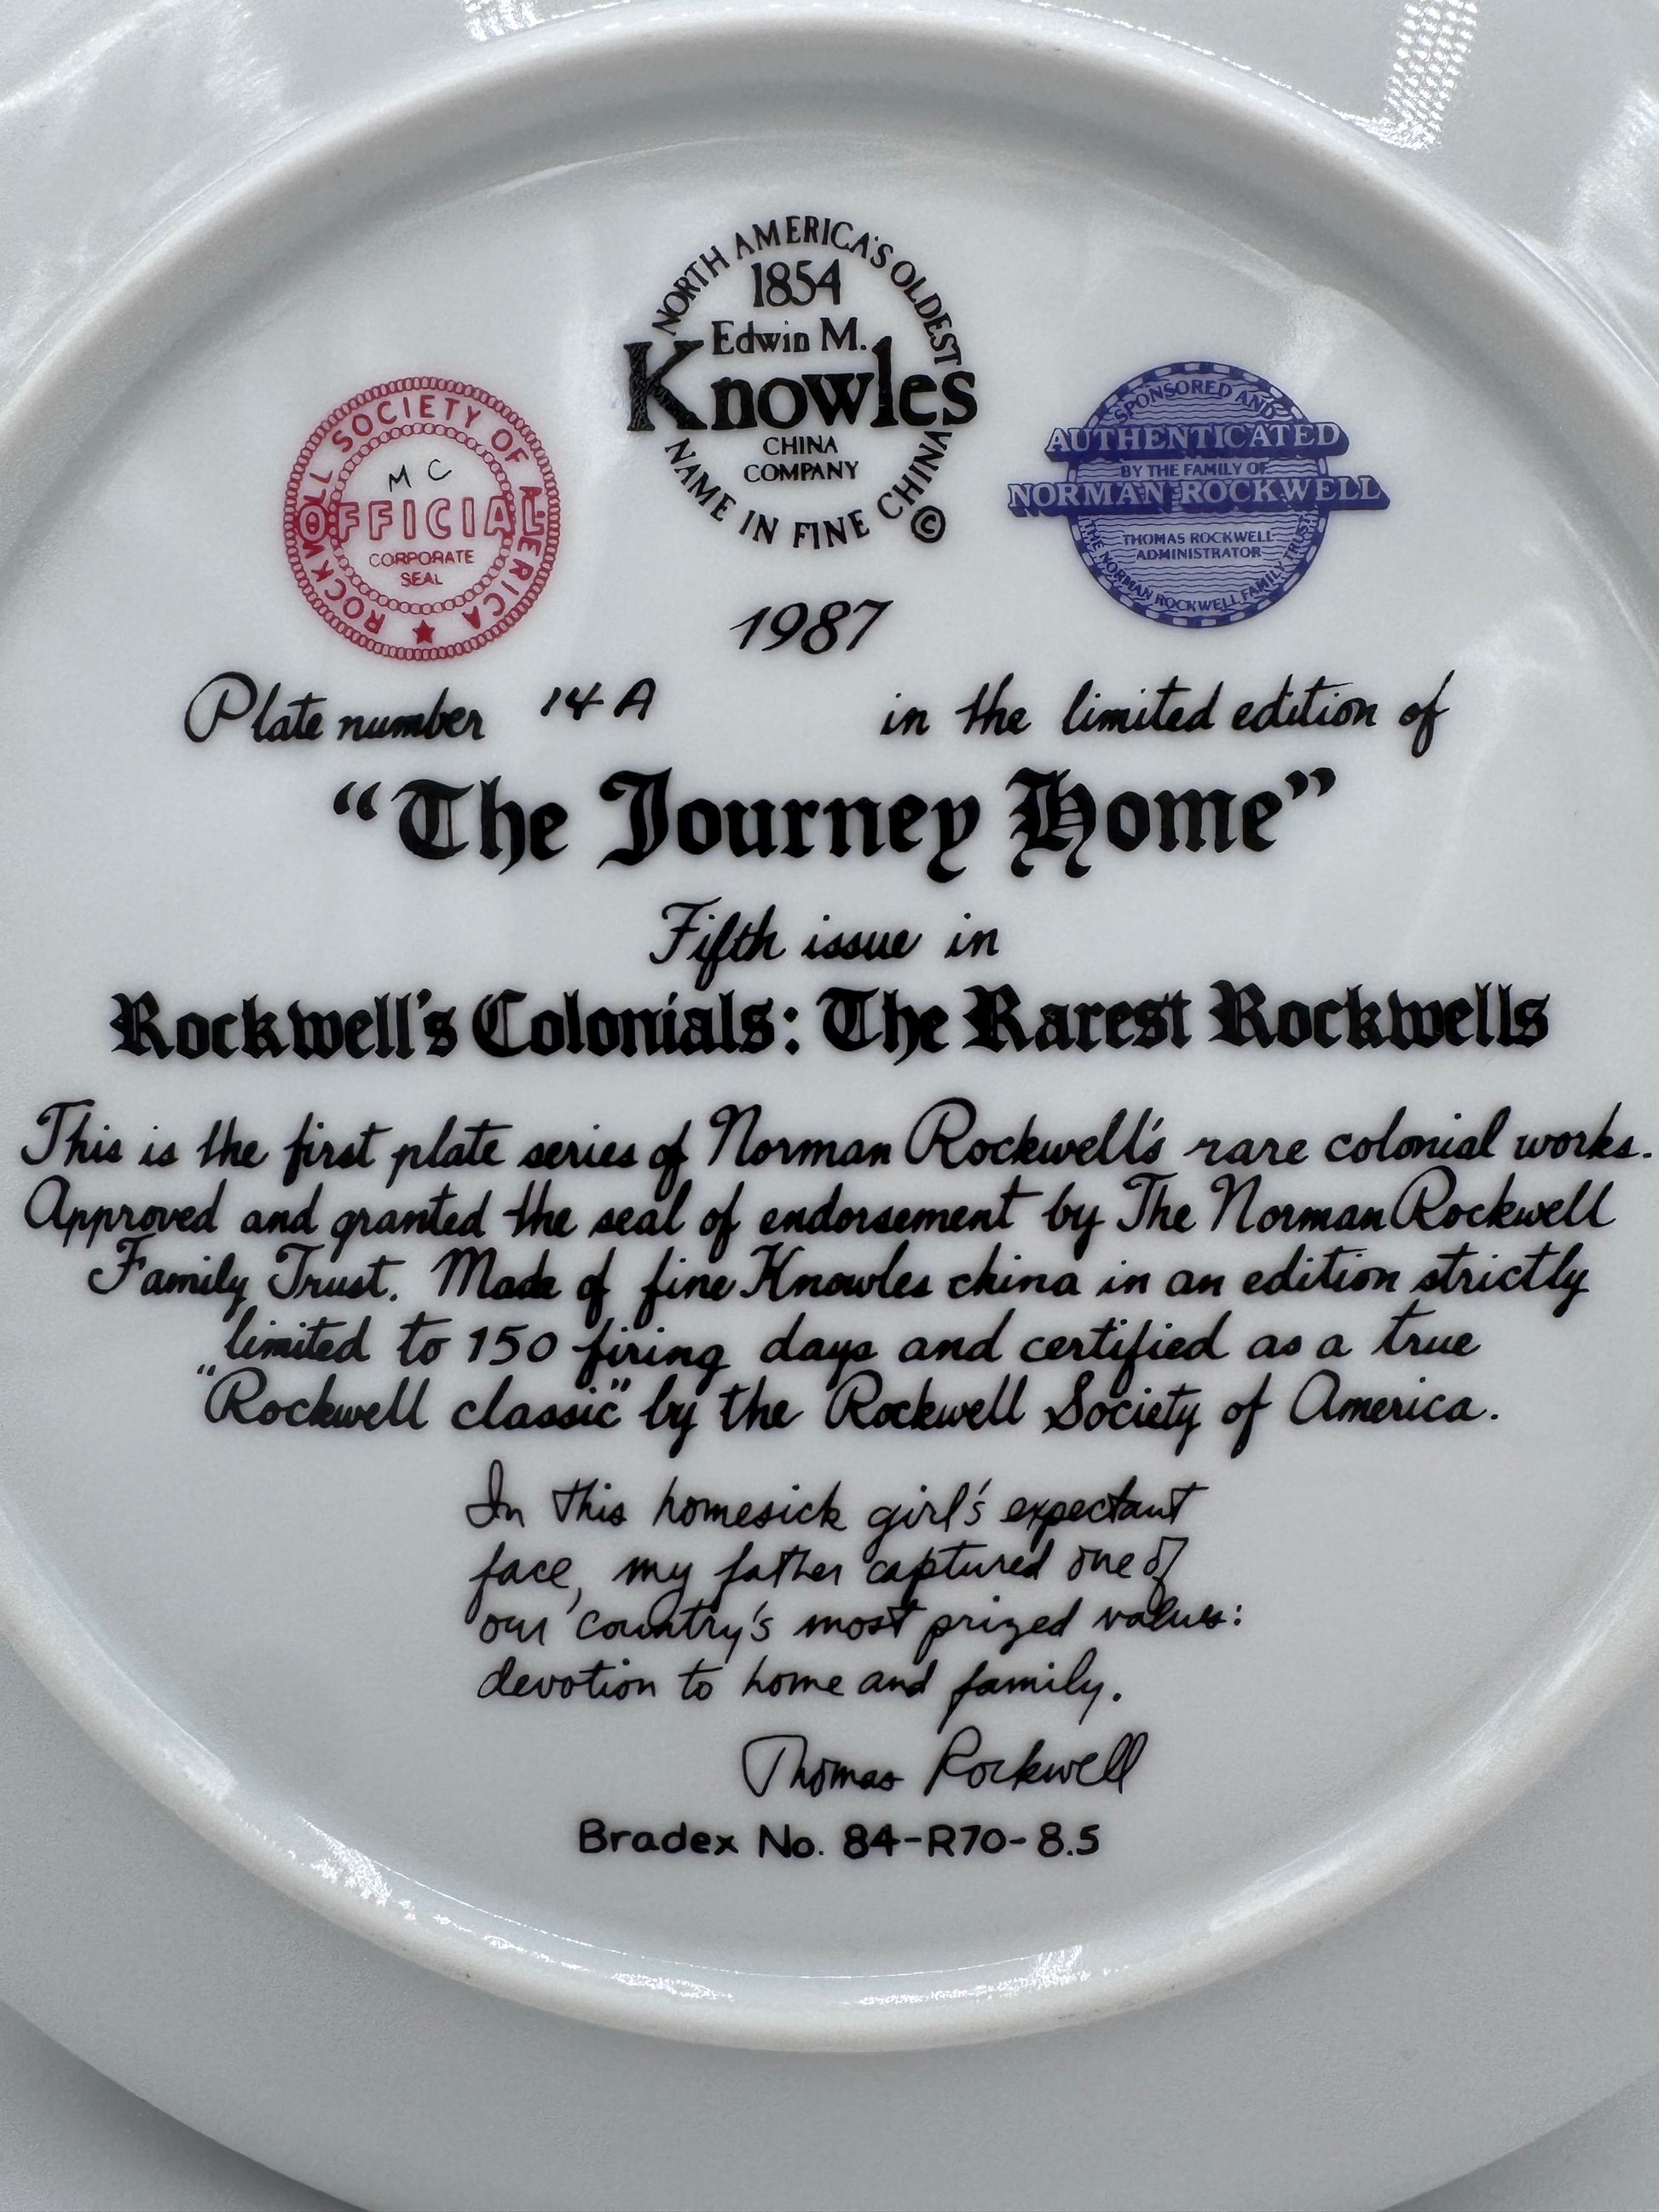 NORTH AMERICA'S OLDEST
1854
Edwin M.
Knowles
CHINA
COMPANY
NAME IN FINE CHINA
©
ROCKWELL SOCIETY OF AMERICA
M C
OFFICIAL
CORPORATE
SEAL
SPONSORED AND
AUTHENTICATED
BY THE FAMILY OF
NORMAN ROCKWELL
THOMAS ROCKWELL
ADMINISTRATOR
THE NORMAN ROCKWELL FAMILY TRUST
1987
Plate number 14A in the limited edition of
“The Journey Home”
Fifth issue in
Rockwell's Colonials: The Rarest Rockwells
This is the first plate series of Norman Rockwell's rare colonial works.
Approved and granted the seal of endorsement by The Norman Rockwell
Family Trust. Made of fine Knowles china in an edition strictly
limited to 150 firing days and certified as a true
"Rockwell classic" by the Rockwell Society of America.
In this homesick girl's expectant
face, my father captured one of
our country's most prized values:
devotion to home and family.
Thomas Rockwell
Bradex No. 84-R70-8.5